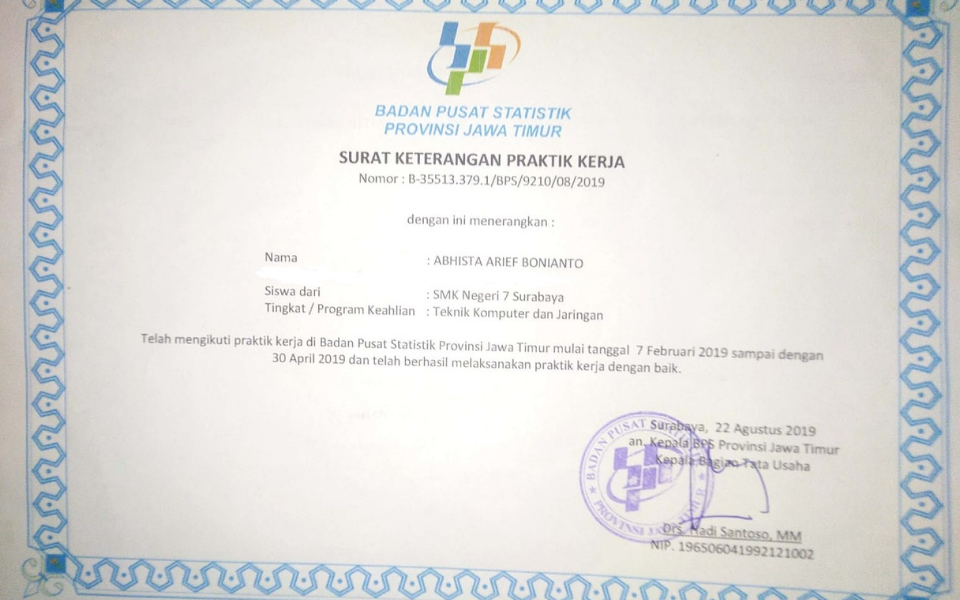 BADAN PUSAT STATISTIK
PROVINSI JAWA TIMUR
SURAT KETERANGAN PRAKTIK KERJA
Nomor : B-35513.379.1/BPS/9210/08/2019
dengan ini menerangkan :
Nama : ABHISTA ARIEF BONIANTO
Siswa dari : SMK Negeri 7 Surabaya
Tingkat / Program Keahlian : Teknik Komputer dan Jaringan
Telah mengikuti praktik kerja di Badan Pusat Statistik Provinsi Jawa Timur mulai tanggal 7 Februari 2019 sampai dengan
30 April 2019 dan telah berhasil melaksanakan praktik kerja dengan baik.
Surabaya, 22 Agustus 2019
an. Kepala BPS Provinsi Jawa Timur
Kepala Bagian Tata Usaha
BADAN PUSAT
PROVINSI JAWA TIMUR
Drs. Hadi Santoso, MM
NIP. 196506041992121002